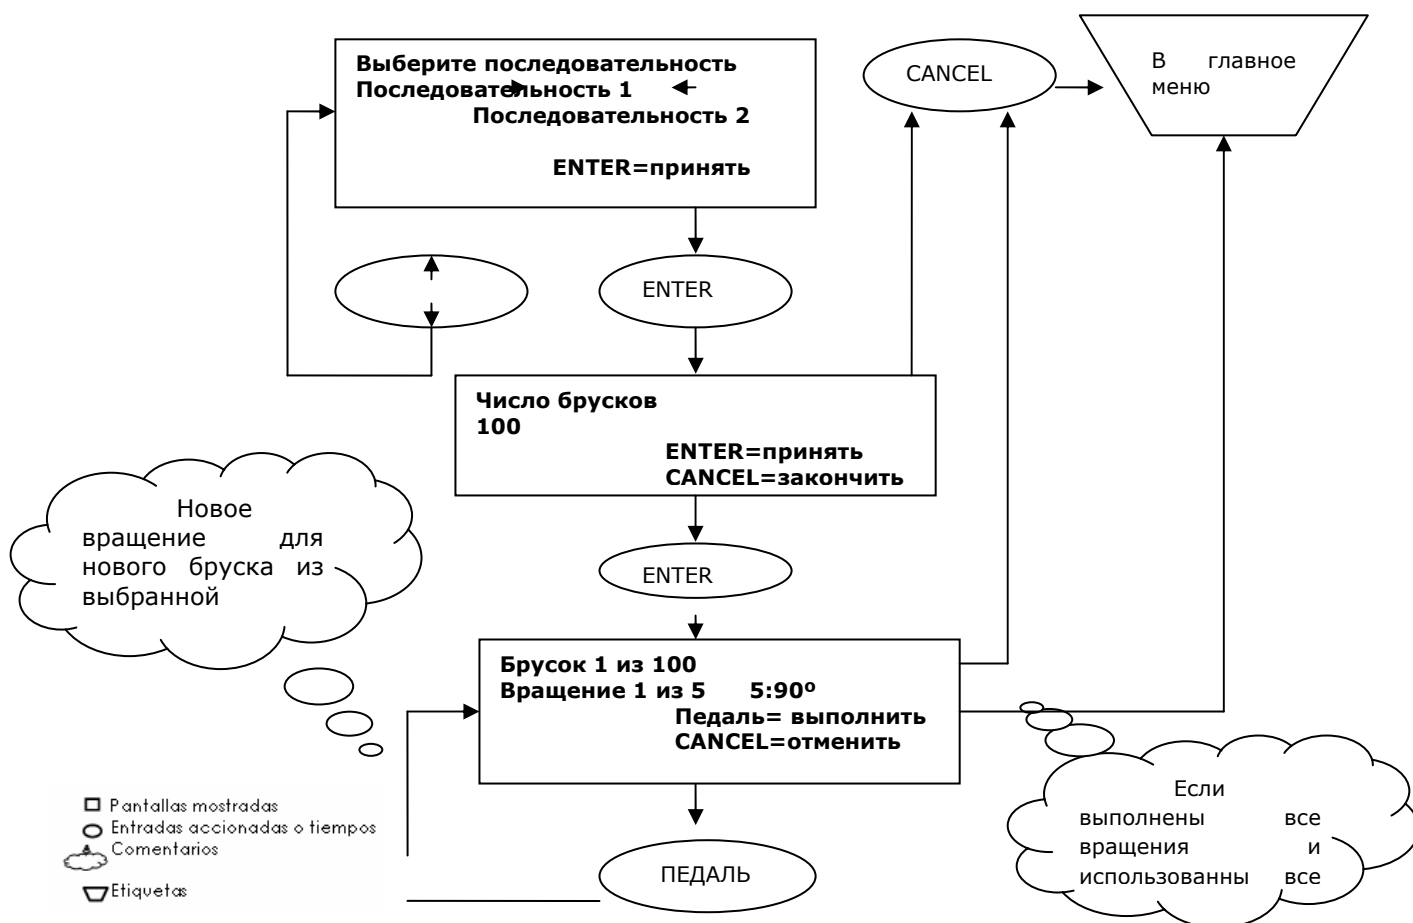 Выберите последовательность
Последовательность 1
Последовательность 2
ENTER=принять
CANCEL
В главное
меню
ENTER
Число брусков
100
ENTER=принять
CANCEL=закончить
Новое
вращение для
нового бруска из
выбранной
ENTER
Брусок 1 из 100
Вращение 1 из 5 5:90º
Педаль= выполнить
CANCEL=отменить
Если
выполнены все
вращения и
использованны все
ПЕДАЛЬ
Pantallas mostradas
Entradas accionadas o tiempos
Comentarios
Etiquetas